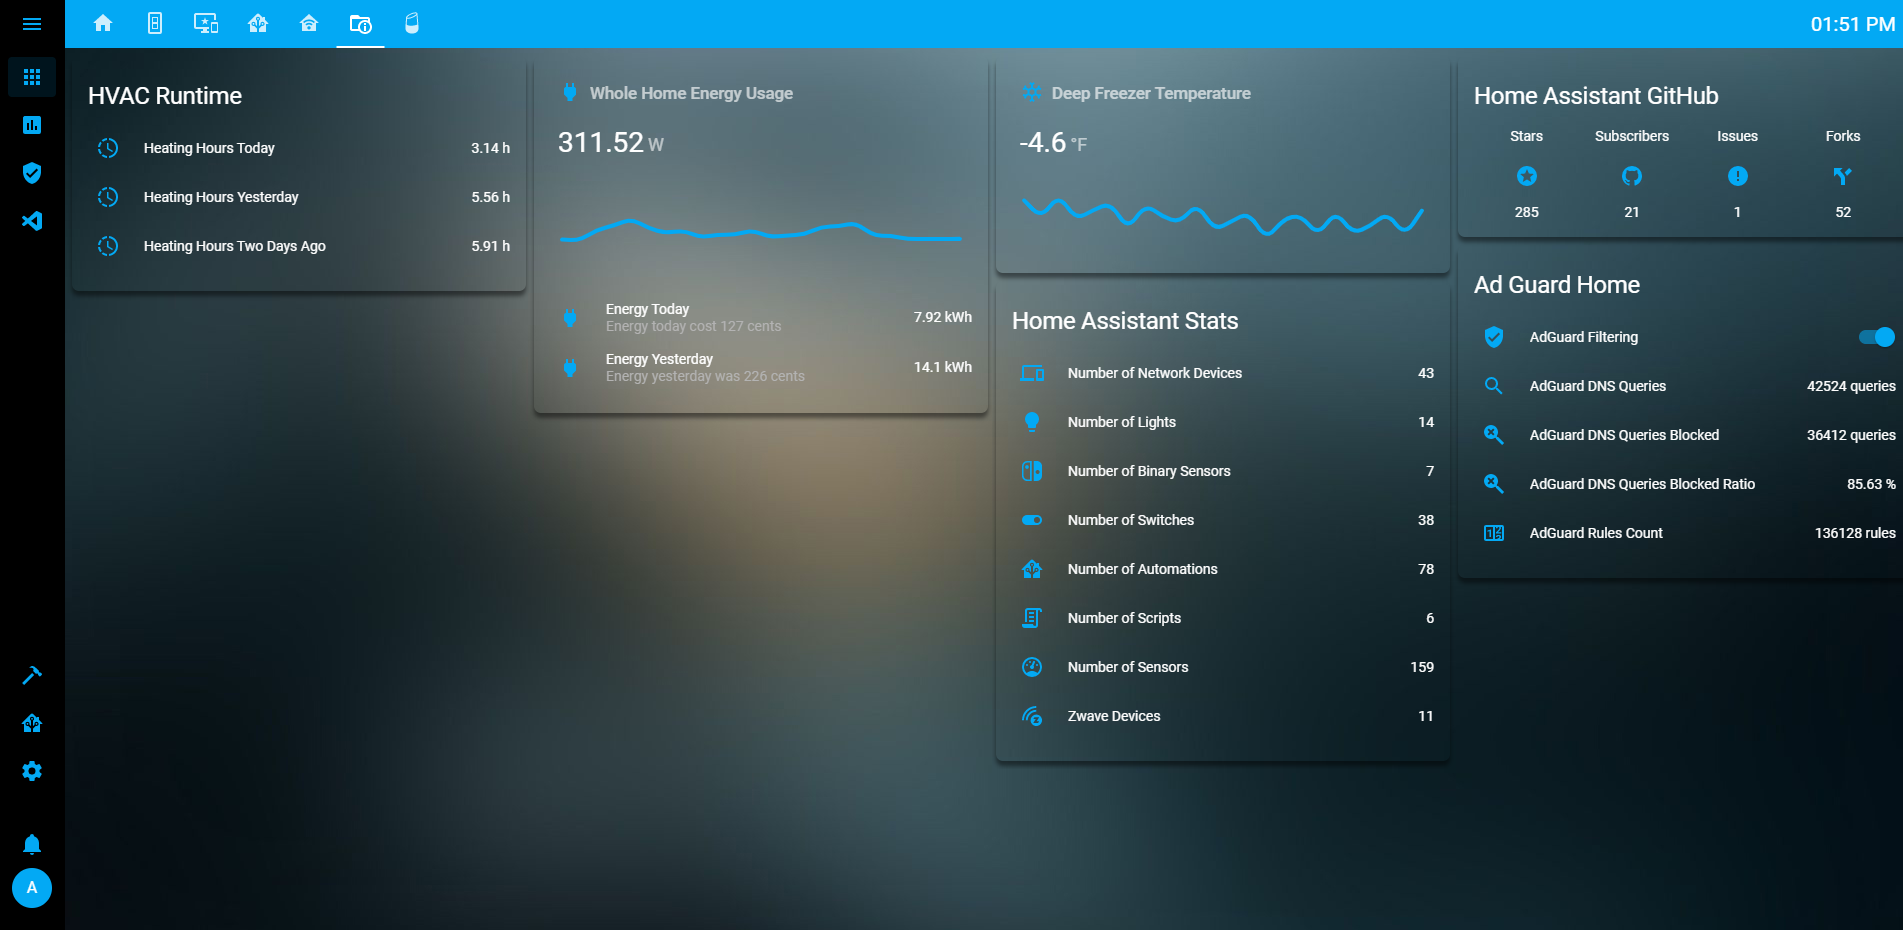 01:51 PM
HVAC Runtime
Heating Hours Today 3.14 h
Heating Hours Yesterday 5.56 h
Heating Hours Two Days Ago 5.91 h
Whole Home Energy Usage
311.52 W
Energy Today 7.92 kWh
Energy today cost 127 cents
Energy Yesterday 14.1 kWh
Energy yesterday was 226 cents
Deep Freezer Temperature
-4.6 °F
Home Assistant Stats
Number of Network Devices 43
Number of Lights 14
Number of Binary Sensors 7
Number of Switches 38
Number of Automations 78
Number of Scripts 6
Number of Sensors 159
Zwave Devices 11
Home Assistant GitHub
Stars Subscribers Issues Forks
285 21 1 52
Ad Guard Home
AdGuard Filtering
AdGuard DNS Queries 42524 queries
AdGuard DNS Queries Blocked 36412 queries
AdGuard DNS Queries Blocked Ratio 85.63 %
AdGuard Rules Count 136128 rules
A